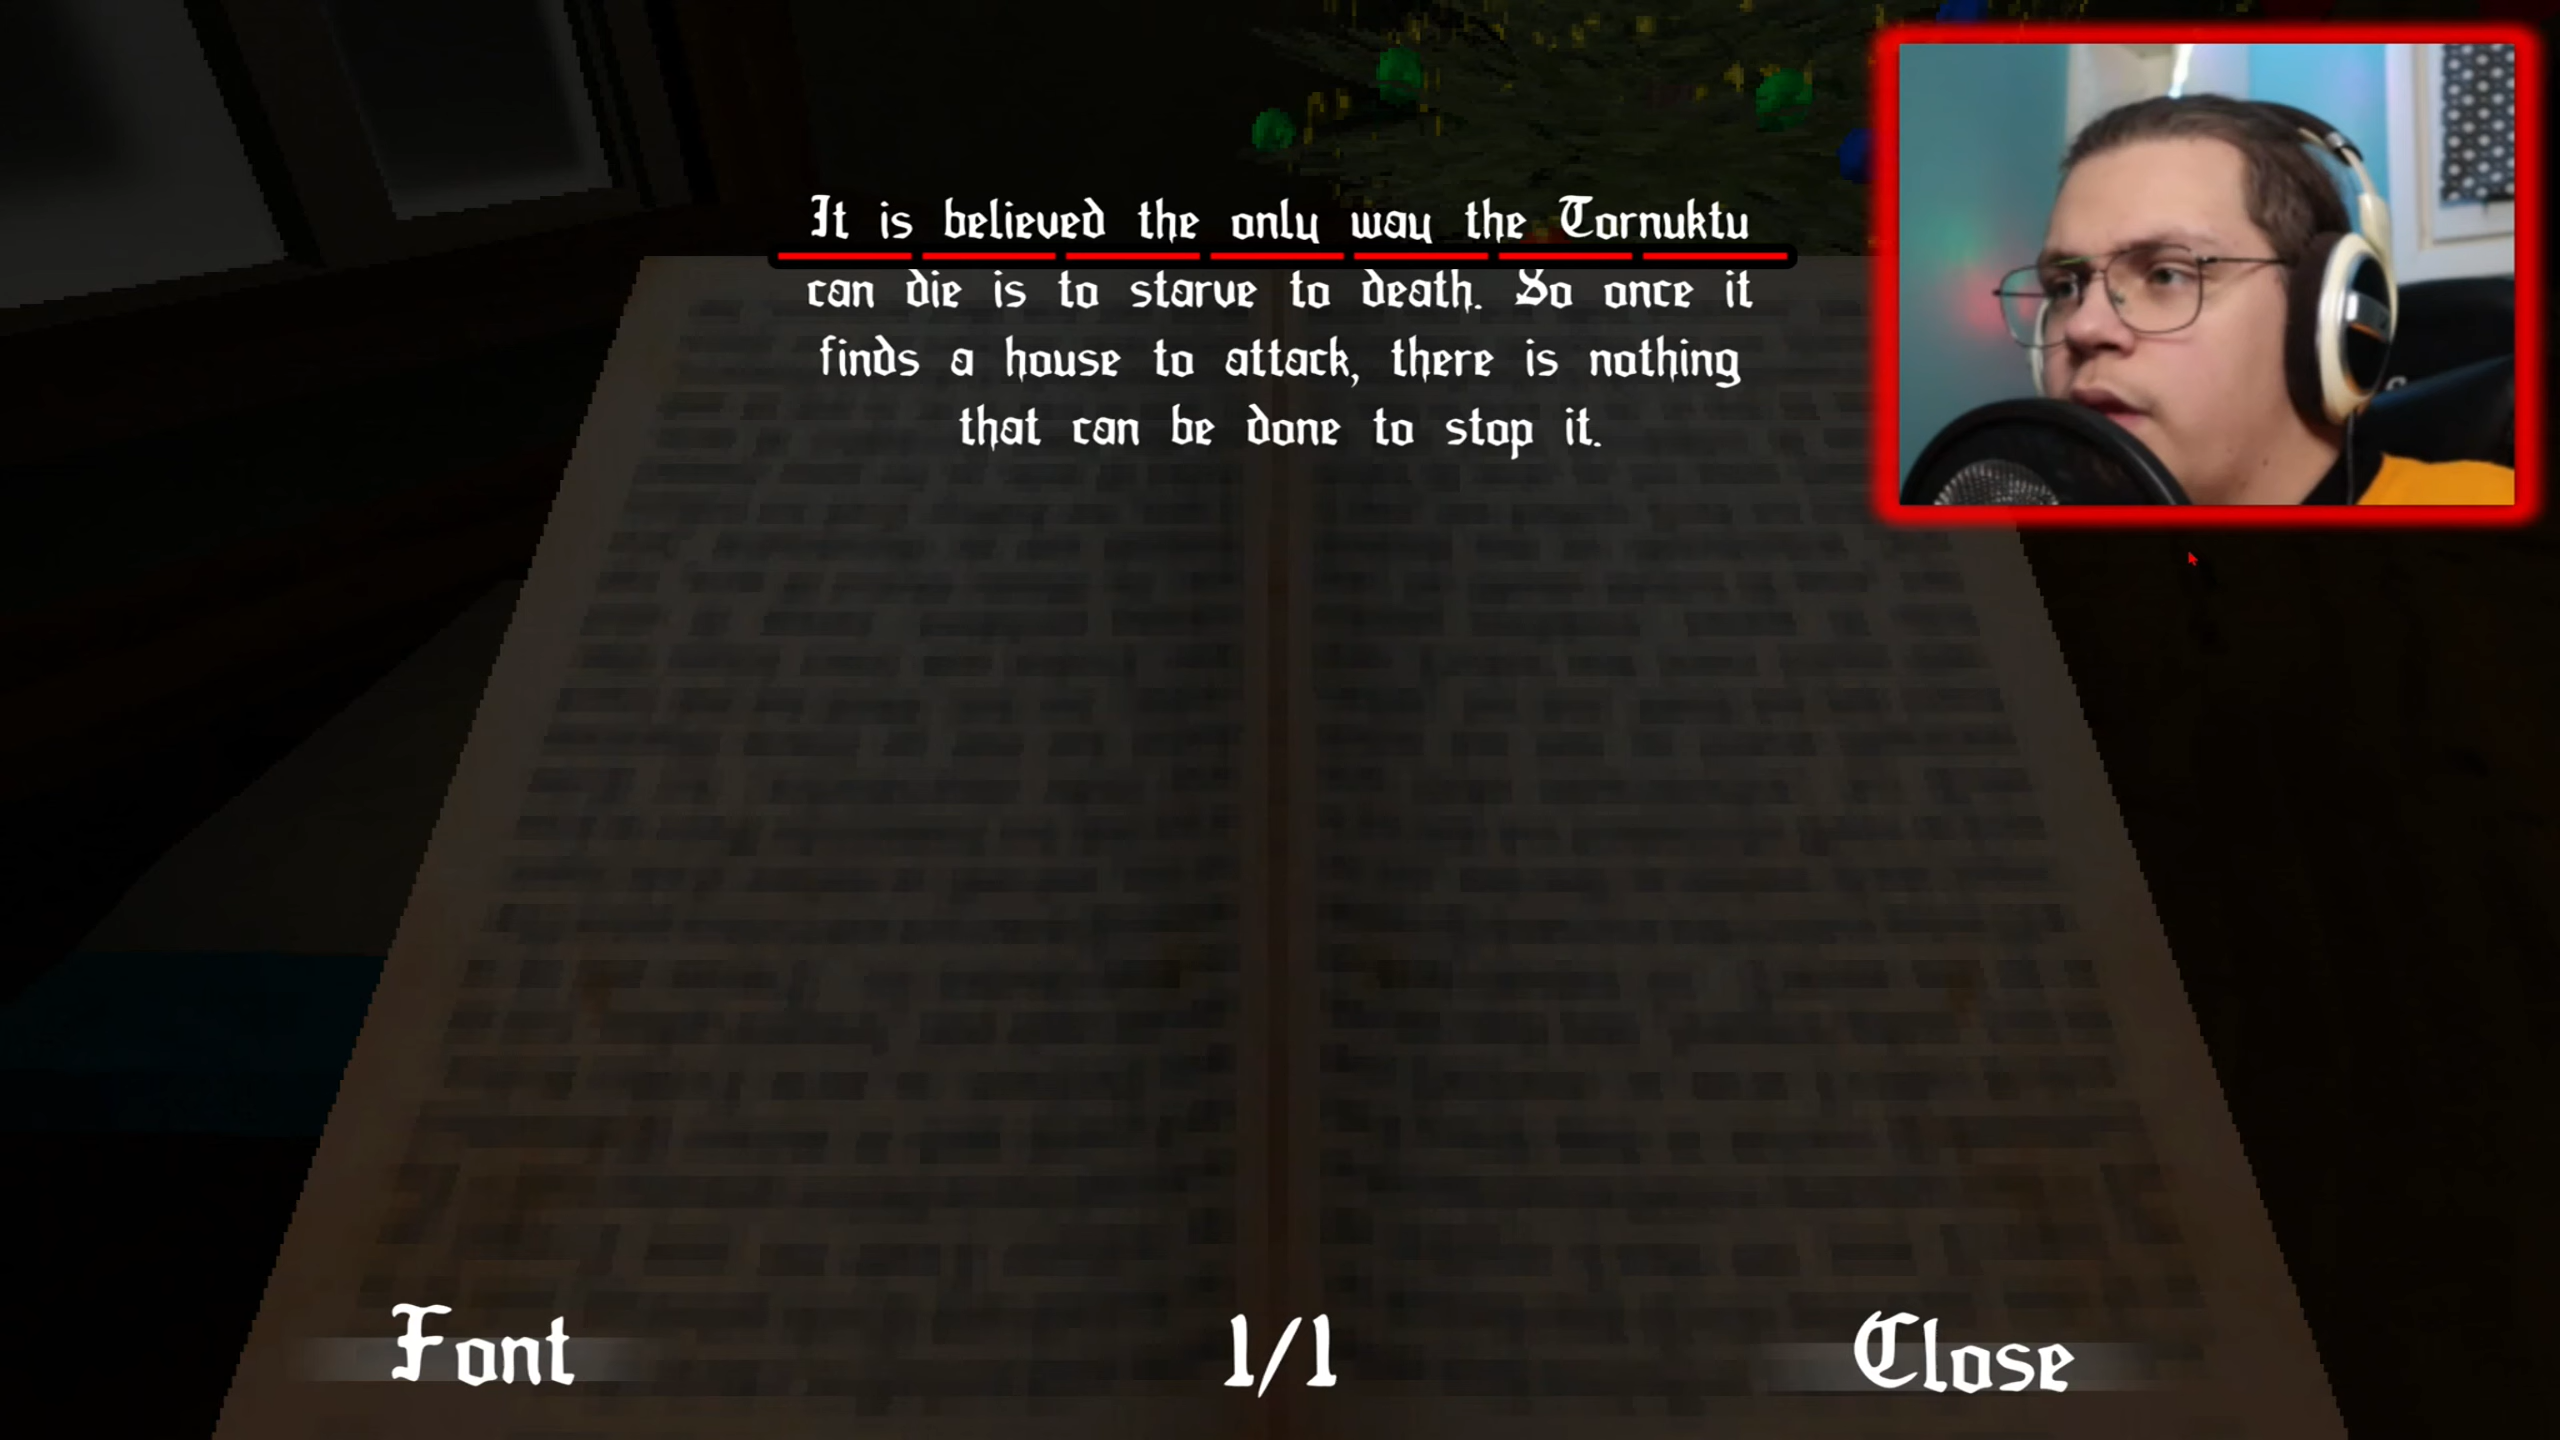 It is believed the only way the Tornuktu
can die is to starve to death. So once it
finds a house to attack, there is nothing
that can be done to stop it.
Font
1/1
Close